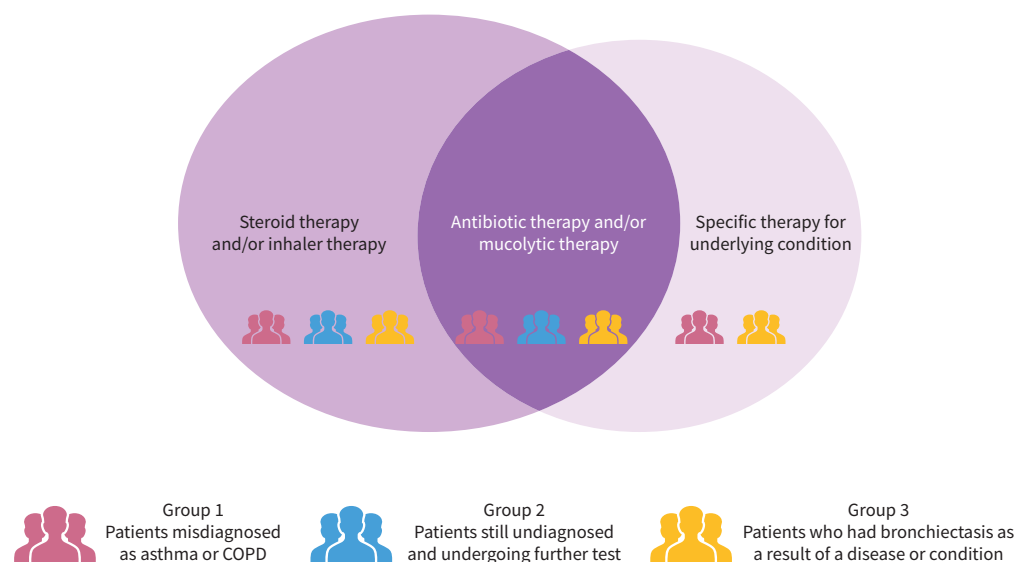 Steroid therapy
and/or inhaler therapy
Antibiotic therapy and/or
mucolytic therapy
Specific therapy for
underlying condition
Group 1
Patients misdiagnosed
as asthma or COPD
Group 2
Patients still undiagnosed
and undergoing further test
Group 3
Patients who had bronchiectasis as
a result of a disease or condition